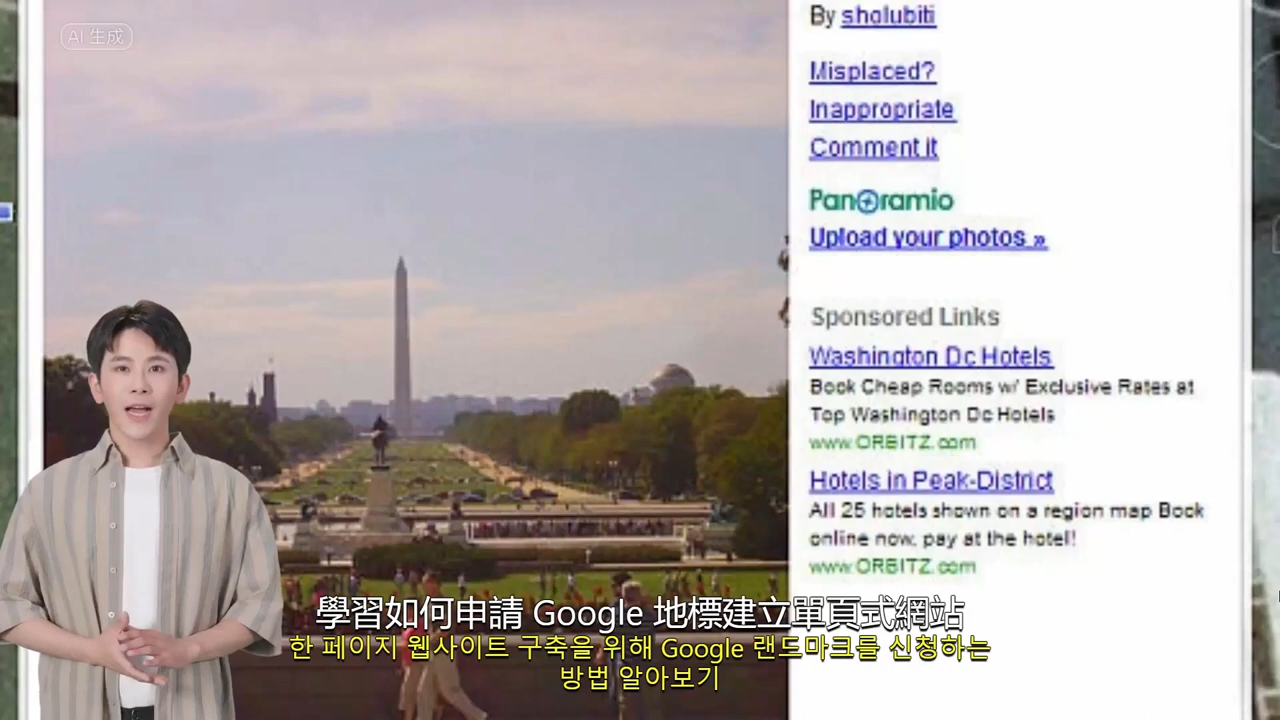 AI 生成
By sholubiti
Misplaced?
Inappropriate
Comment it
Panoramio
Upload your photos »
Sponsored Links
Washington Dc Hotels
Book Cheap Rooms w/ Exclusive Rates at
Top Washington Dc Hotels
www.ORBITZ.com
Hotels in Peak-District
All 25 hotels shown on a region map Book
online now, pay at the hotel!
www.ORBITZ.com
學習如何申請 Google 地標建立單頁式網站
한 페이지 웹사이트 구축을 위해 Google 랜드마크를 신청하는
방법 알아보기